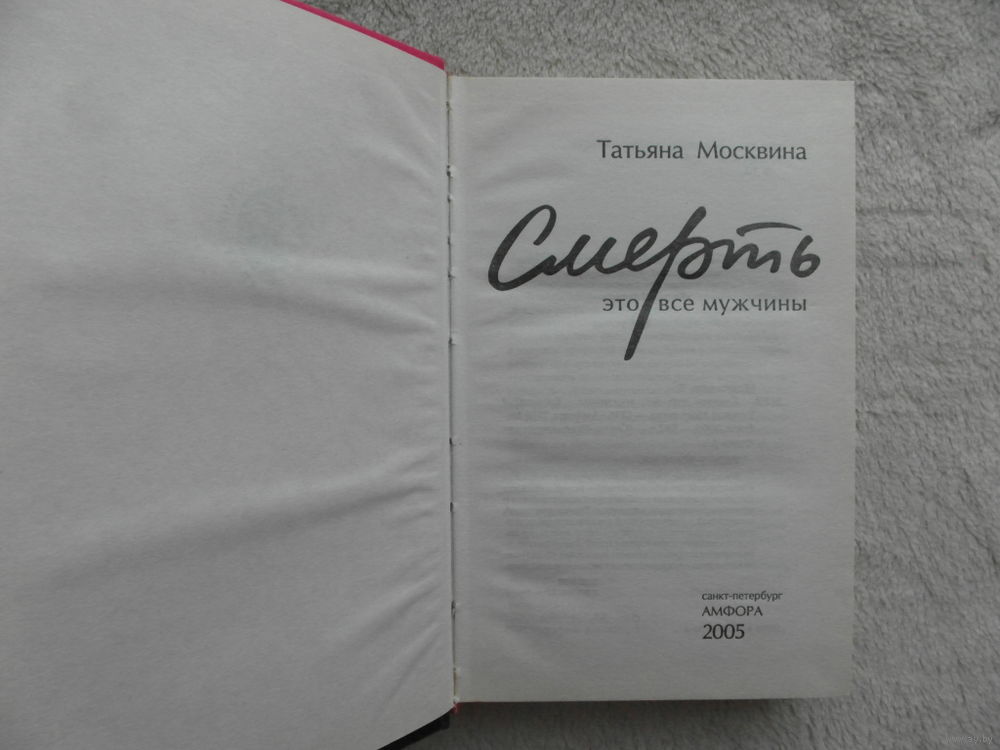 Татьяна Москвина
Смерть
это все мужчины
санкт-петербург
АМФОРА
2005